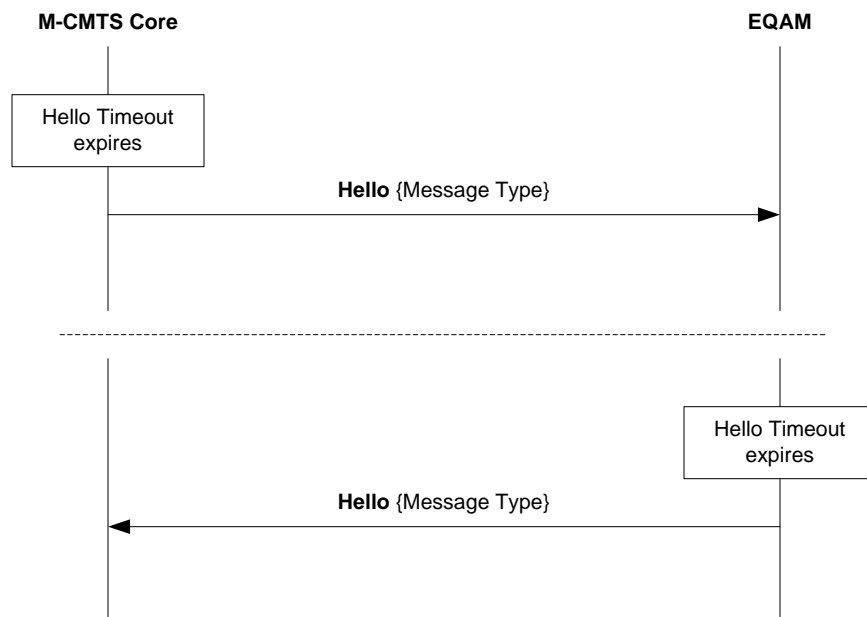 M-CMTS Core
EQAM
Hello Timeout
expires
Hello {Message Type}
Hello Timeout
expires
Hello {Message Type}